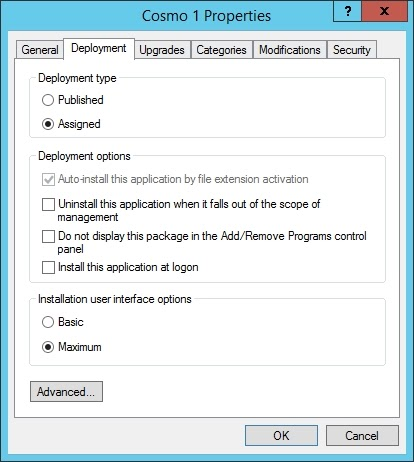 Cosmo 1 Properties
?
x
General
Deployment
Upgrades
Categories
Modifications
Security
Deployment type
Published
Assigned
Deployment options
Auto-install this application by file extension activation
Uninstall this application when it falls out of the scope of
management
Do not display this package in the Add/Remove Programs control
panel
Install this application at logon
Installation user interface options
Basic
Maximum
Advanced...
OK
Cancel